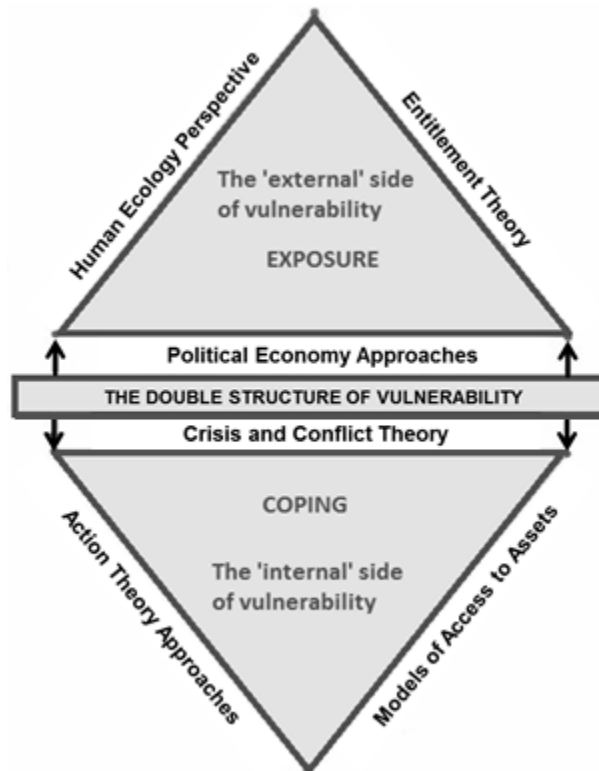 Human Ecology Perspective
Entitlement Theory
The 'external' side
of vulnerability
EXPOSURE
Political Economy Approaches
THE DOUBLE STRUCTURE OF VULNERABILITY
Crisis and Conflict Theory
COPING
The 'internal' side
of vulnerability
Action Theory Approaches
Models of Access to Assets